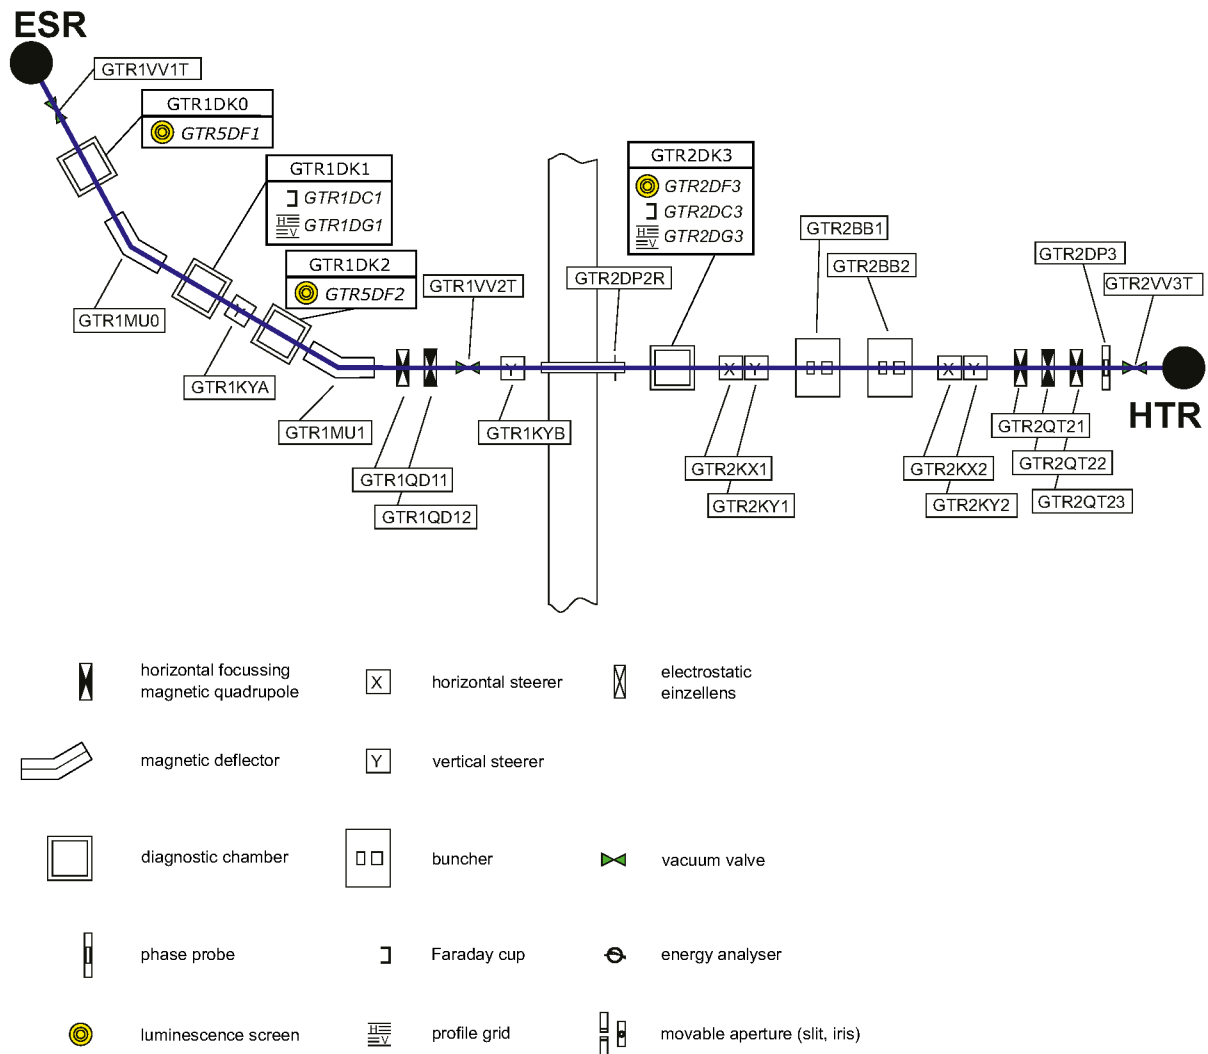 ESR
GTR1VV1T
GTR1DK0
GTR5DF1
GTR1DK1
GTR1DC1
GTR1DG1
H
V
GTR1DK2
GTR5DF2
GTR1MU0
GTR1KYA
Y
GTR1MU1
GTR1VV2T
GTR1QD11
GTR1QD12
Y
GTR1KYB
GTR2DP2R
GTR2DK3
GTR2DF3
GTR2DC3
GTR2DG3
H
V
X Y
GTR2KX1
GTR2KY1
GTR2BB1
GTR2BB2
X Y
GTR2KX2
GTR2KY2
GTR2QT21
GTR2QT22
GTR2QT23
GTR2DP3
GTR2VV3T
HTR
horizontal focussing
magnetic quadrupole
X
horizontal steerer
electrostatic
einzellens
magnetic deflector
Y
vertical steerer
diagnostic chamber
buncher
vacuum valve
phase probe
Faraday cup
energy analyser
luminescence screen
H
V
profile grid
movable aperture (slit, iris)